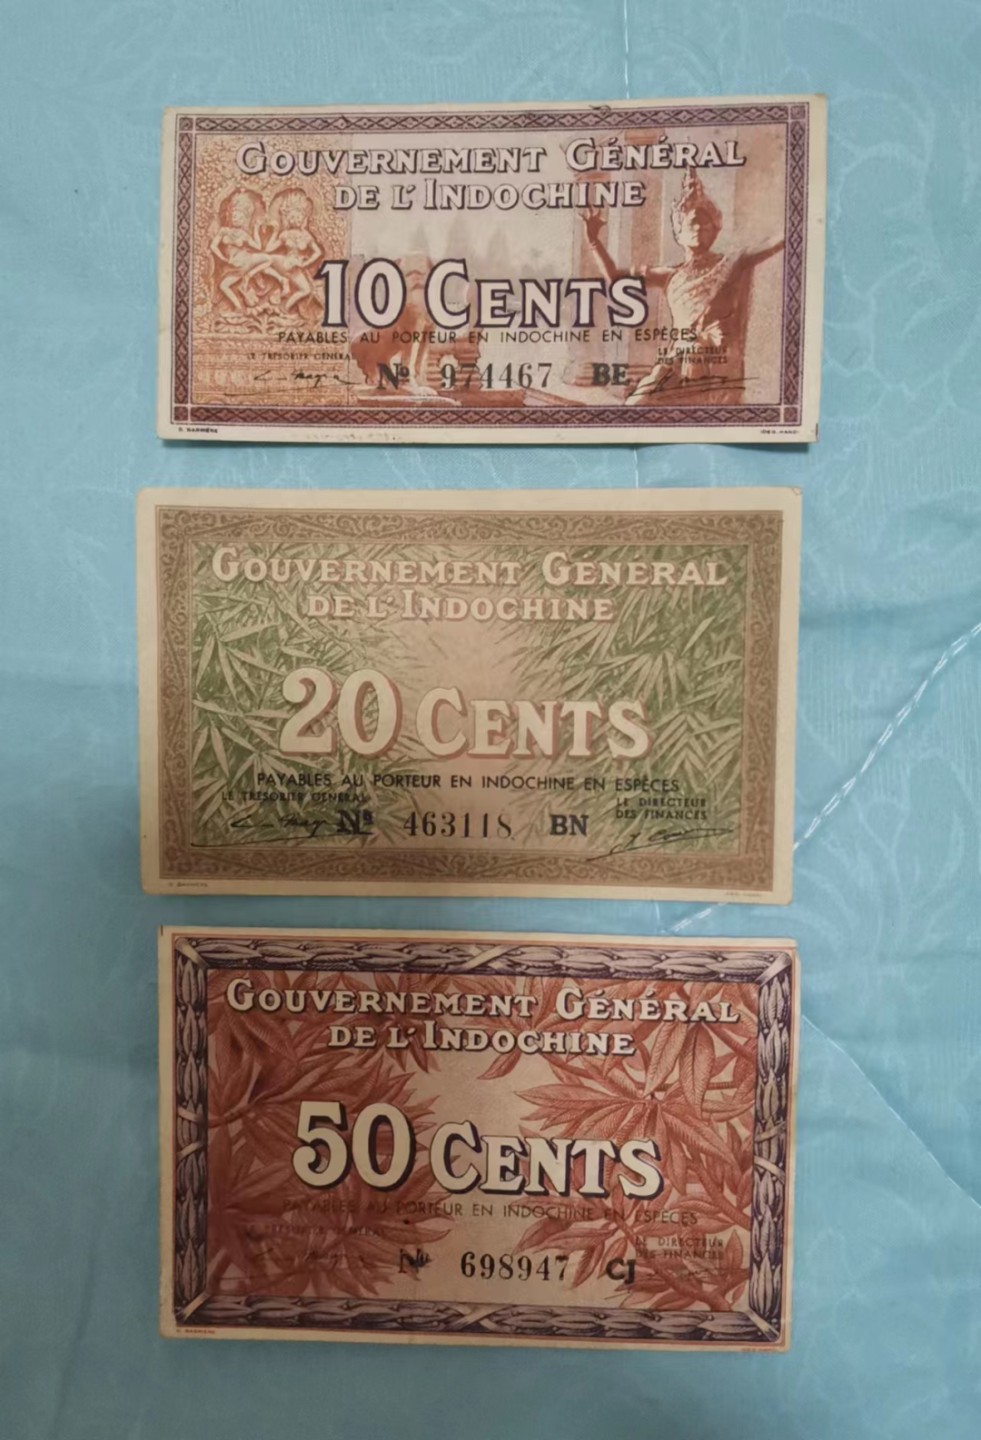 GOUVERNEMENT GÉNÉRAL
DE L'INDOCHINE
10 CENTS
PAYABLES AU PORTEUR EN INDOCHINE EN ESPÈCES
LE TRÉSORIER GÉNÉRAL
LE DIRECTEUR
DES FINANCES
Nº 974467 BE
GOUVERNEMENT GÉNÉRAL
DE L'INDOCHINE
20 CENTS
PAYABLES AU PORTEUR EN INDOCHINE EN ESPÈCES
LE TRÉSORIER GÉNÉRAL
LE DIRECTEUR
DES FINANCES
Nº 463118 BN
GOUVERNEMENT GÉNÉRAL
DE L'INDOCHINE
50 CENTS
PAYABLES AU PORTEUR EN INDOCHINE EN ESPÈCES
LE TRÉSORIER GÉNÉRAL
LE DIRECTEUR
DES FINANCES
Nº 698947 CJ